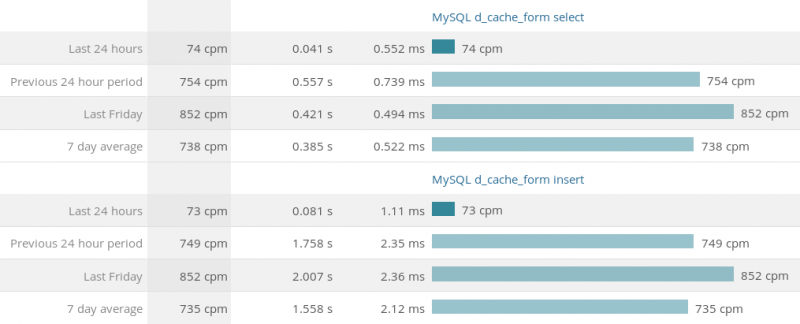 MySQL d_cache_form select
Last 24 hours 74 cpm 0.041 s 0.552 ms 74 cpm
Previous 24 hour period 754 cpm 0.557 s 0.739 ms 754 cpm
Last Friday 852 cpm 0.421 s 0.494 ms 852 cpm
7 day average 738 cpm 0.385 s 0.522 ms 738 cpm
MySQL d_cache_form insert
Last 24 hours 73 cpm 0.081 s 1.11 ms 73 cpm
Previous 24 hour period 749 cpm 1.758 s 2.35 ms 749 cpm
Last Friday 852 cpm 2.007 s 2.36 ms 852 cpm
7 day average 735 cpm 1.558 s 2.12 ms 735 cpm